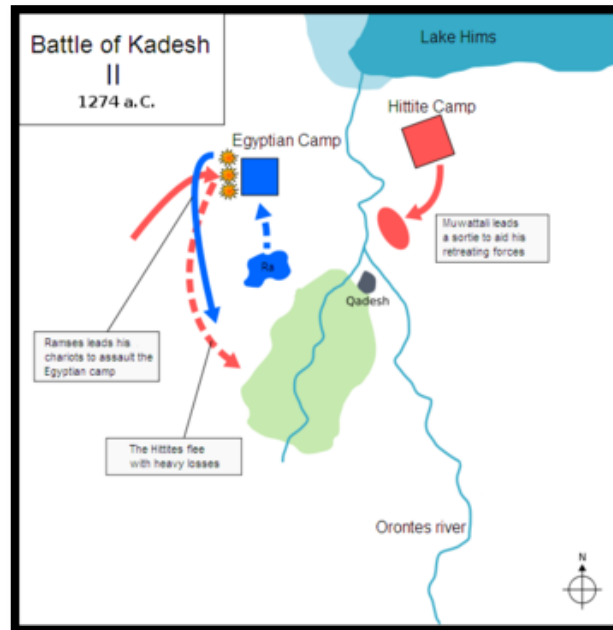 Battle of Kadesh
II
1274 a.C.
Lake Hims
Hittite Camp
Egyptian Camp
Muwattali leads
a sortie to aid his
retreating forces
Ra
Qadesh
Ramses leads his
chariots to assault the
Egyptian camp
The Hittites flee
with heavy losses
Orontes river
N